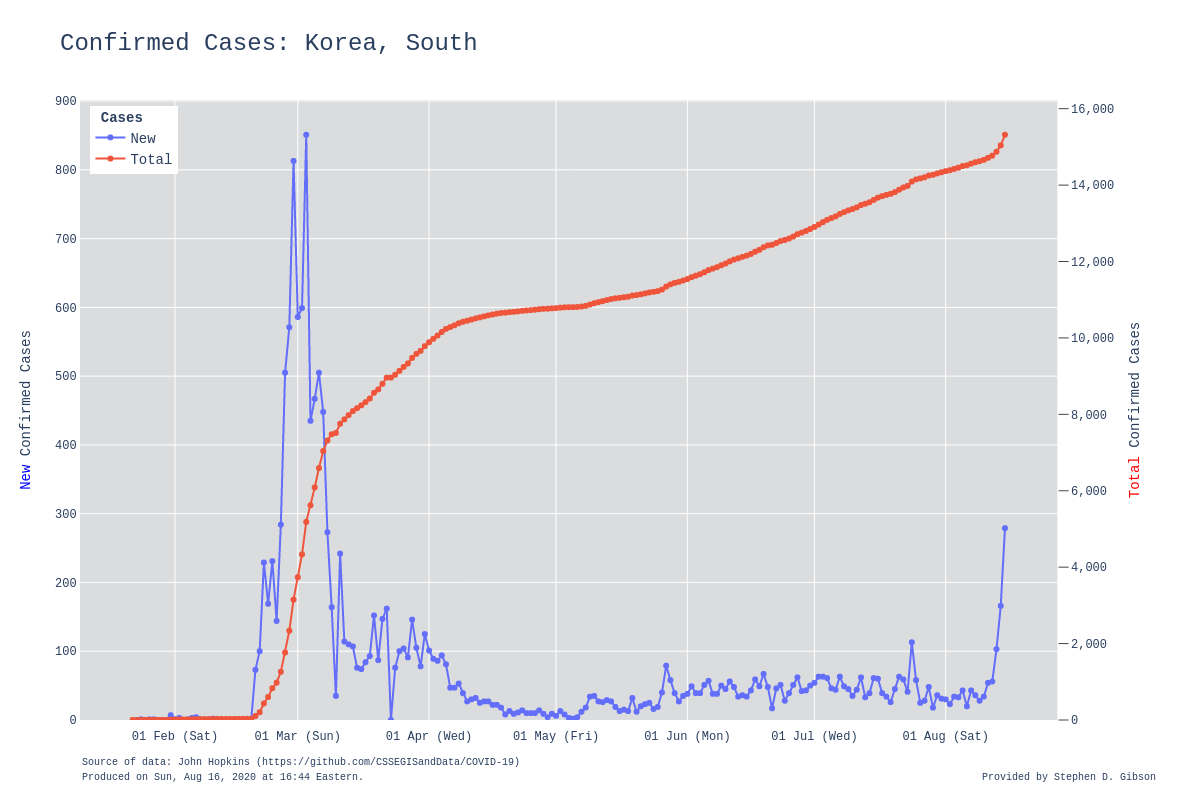 Confirmed Cases: Korea, South
Cases
New
Total
900
800
700
600
500
400
300
200
100
0
New Confirmed Cases
16,000
14,000
12,000
10,000
8,000
6,000
4,000
2,000
0
Total Confirmed Cases
01 Feb (Sat) 01 Mar (Sun) 01 Apr (Wed) 01 May (Fri) 01 Jun (Mon) 01 Jul (Wed) 01 Aug (Sat)
Source of data: John Hopkins (https://github.com/CSSEGISandData/COVID-19)
Produced on Sun, Aug 16, 2020 at 16:44 Eastern.
Provided by Stephen D. Gibson